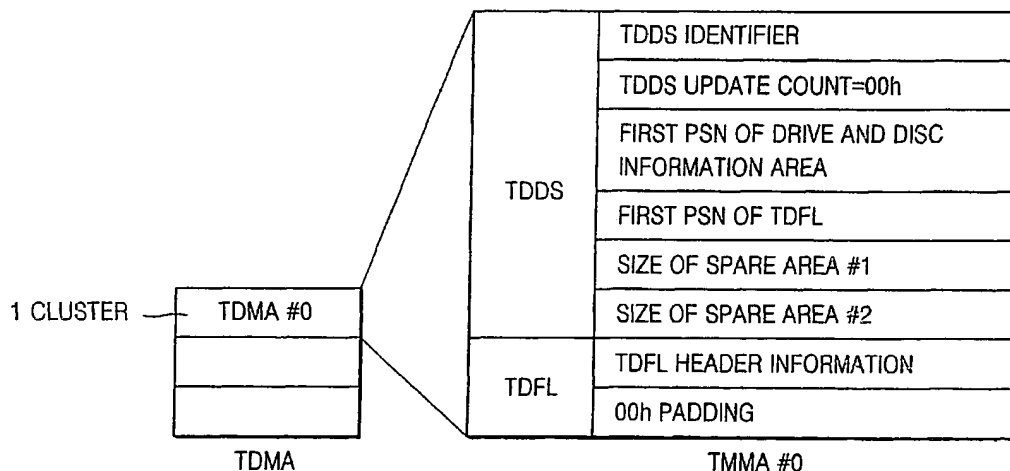 TDDS IDENTIFIER
TDDS UPDATE COUNT=00h
FIRST PSN OF DRIVE AND DISC
INFORMATION AREA
TDDS
FIRST PSN OF TDFL
SIZE OF SPARE AREA #1
1 CLUSTER
TDMA #0
SIZE OF SPARE AREA #2
TDFL
TDFL HEADER INFORMATION
00h PADDING
TDMA
TMMA #0